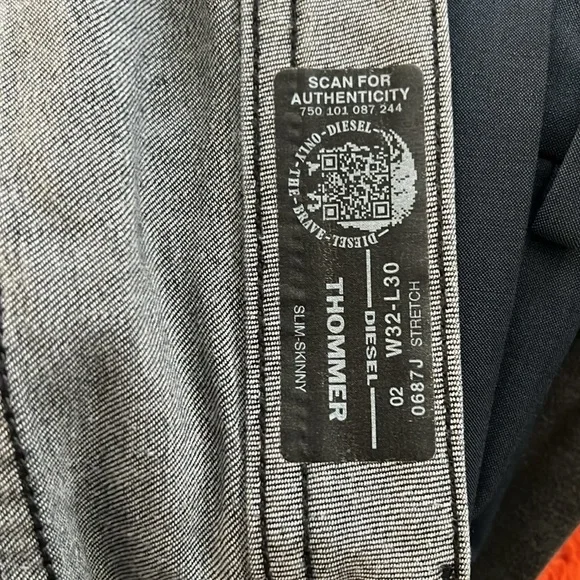 SCAN FOR
AUTHENTICITY
750 101 087 244
DIESEL-ONLY-THE-BRAVE-DIESEL
DIESEL
W32-L30
THOMMER
02
0687J STRETCH
SLIM-SKINNY